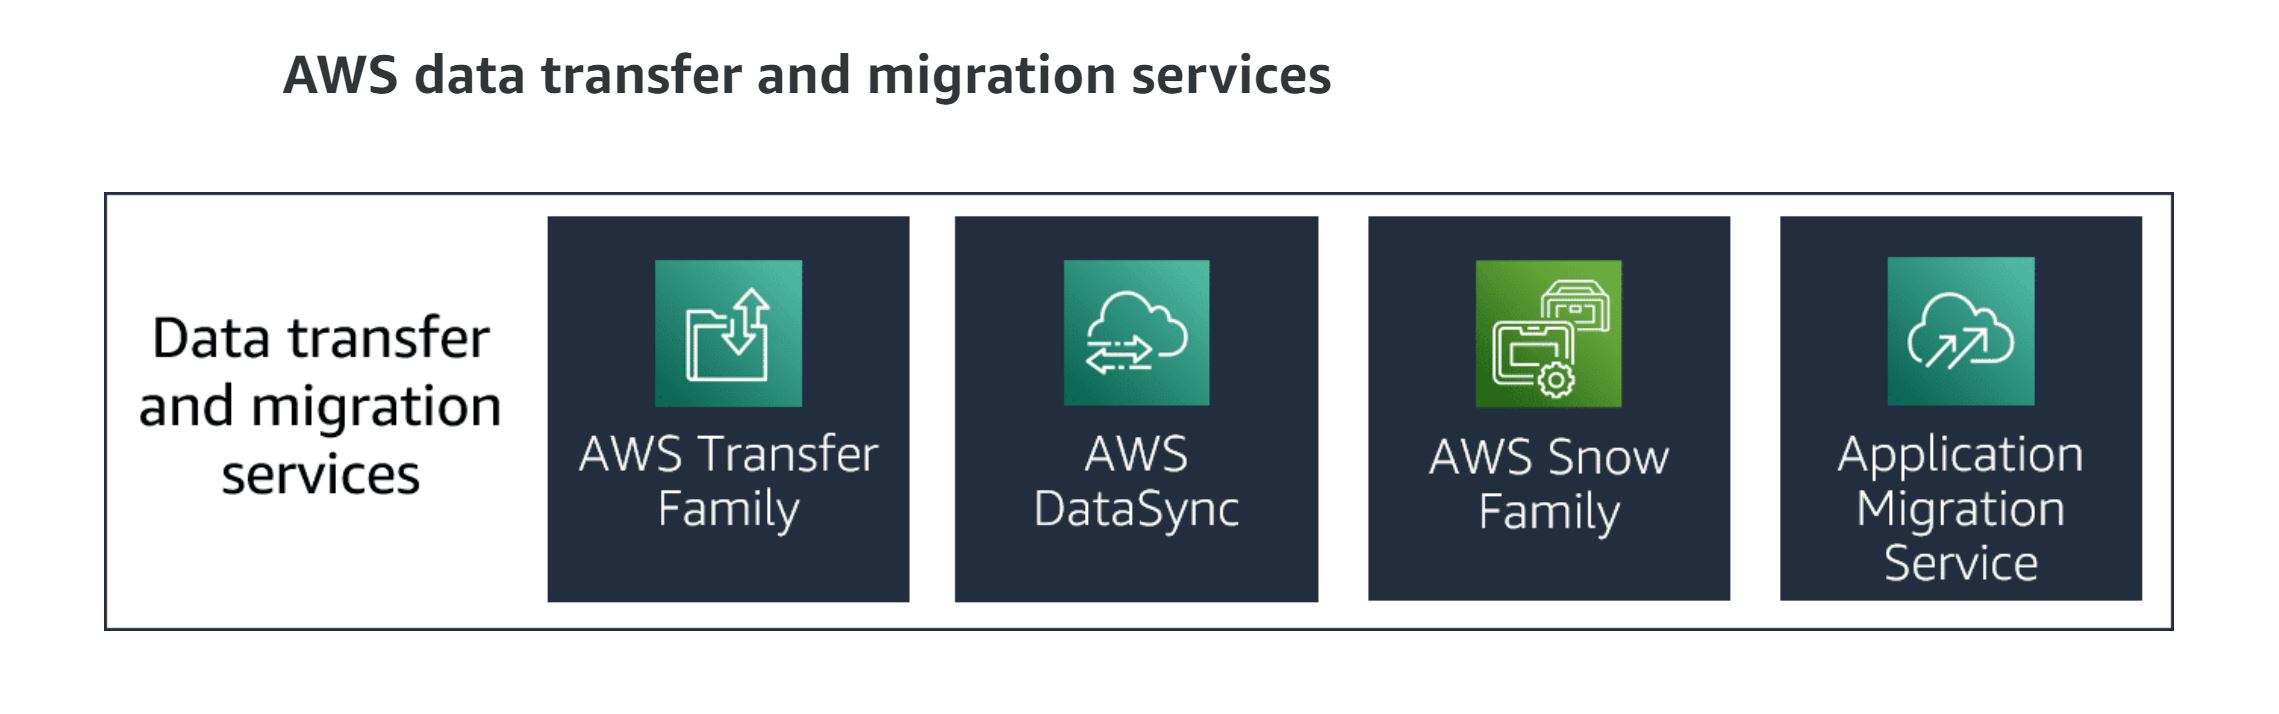 AWS data transfer and migration services
Data transfer
and migration
services
AWS Transfer
Family
AWS
DataSync
AWS Snow
Family
Application
Migration
Service